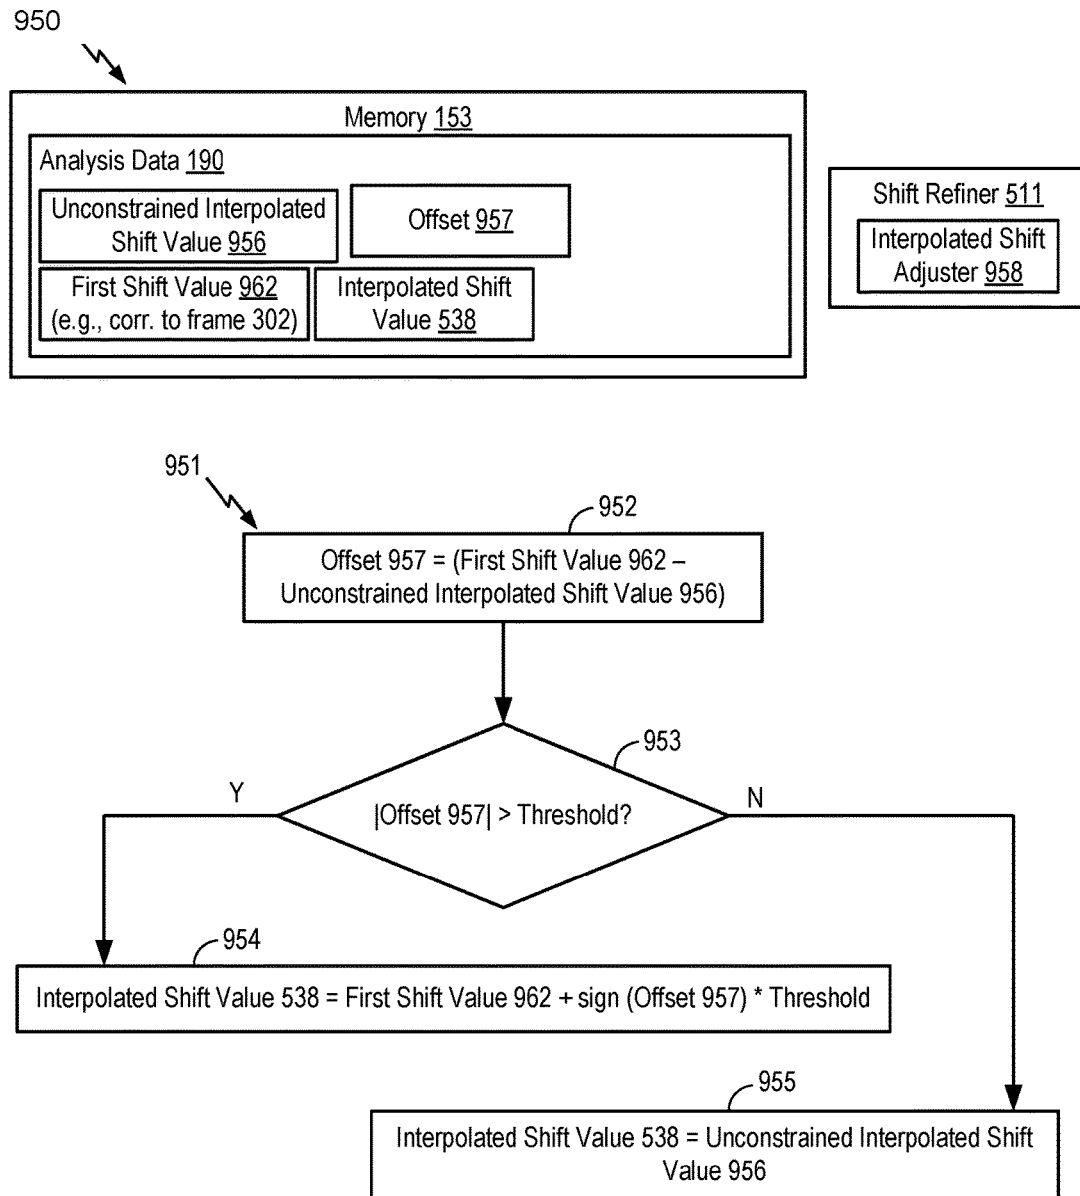 950
Memory 153
Analysis Data 190
Unconstrained Interpolated
Shift Value 956
Offset 957
First Shift Value 962
(e.g., corr. to frame 302)
Interpolated Shift
Value 538
Shift Refiner 511
Interpolated Shift
Adjuster 958
951
952
Offset 957 = (First Shift Value 962 –
Unconstrained Interpolated Shift Value 956)
953
Y
|Offset 957| > Threshold?
N
954
Interpolated Shift Value 538 = First Shift Value 962 + sign (Offset 957) * Threshold
955
Interpolated Shift Value 538 = Unconstrained Interpolated Shift
Value 956